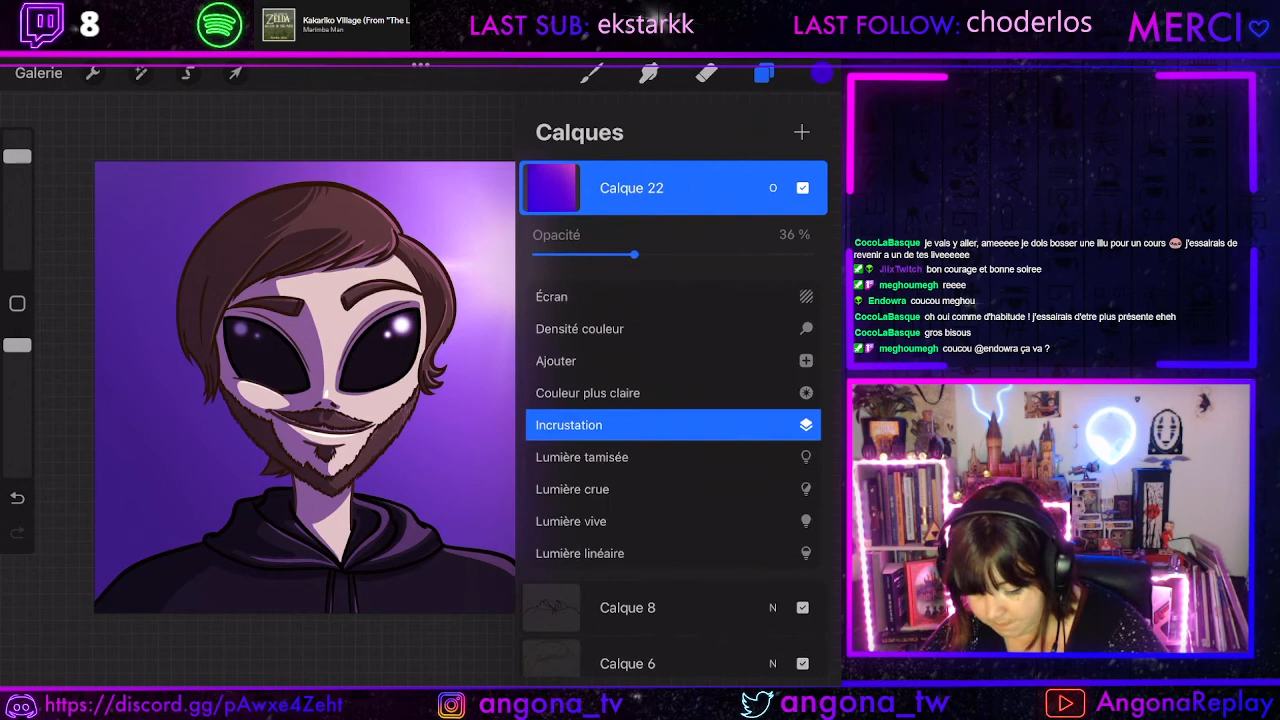 8
Kakariko Village (From "The L
Marimba Man
LAST SUB: ekstarkk
LAST FOLLOW: choderlos
MERCI
Galerie
Calques
Calque 22
O
Opacité
36 %
Écran
Densité couleur
Ajouter
Couleur plus claire
Incrustation
Lumière tamisée
Lumière crue
Lumière vive
Lumière linéaire
Calque 8
N
Calque 6
N
CocoLaBasque je vais y aller, ameeeee je dois bosser une illu pour un cours j'essairais de
revenir a un de tes liveeeeee
JiixTwitch bon courage et bonne soiree
meghoumegh reeee
Endowra coucou meghou
CocoLaBasque oh oui comme d'habitude ! j'essairais d'etre plus présente eheh
CocoLaBasque gros bisous
meghoumegh coucou @endowra ça va ?
https://discord.gg/pAwxe4Zeht
angona_tv
angona_tw
AngonaReplay